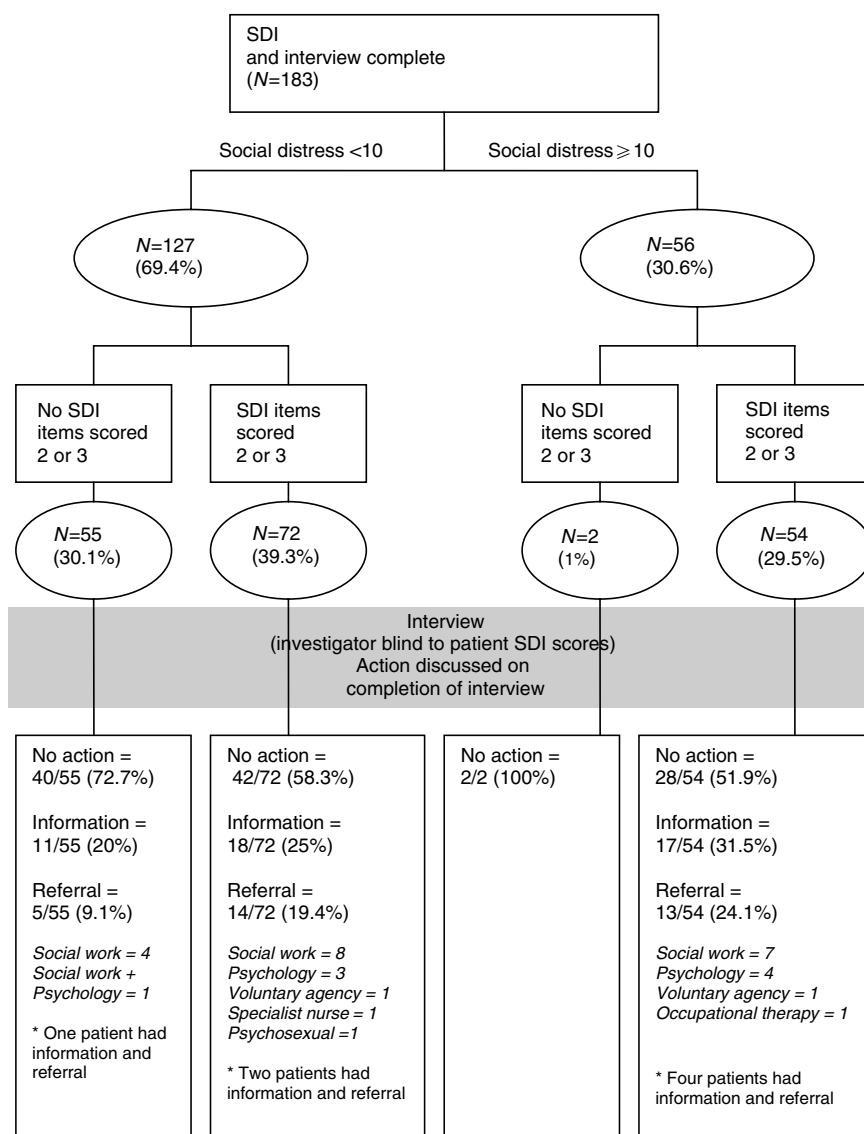 SDI
and interview complete
(N=183)
Social distress <10
Social distress ⩾ 10
N=127
(69.4%)
N=56
(30.6%)
No SDI
items scored
2 or 3
SDI items
scored
2 or 3
No SDI
items scored
2 or 3
SDI items
scored
2 or 3
N=55
(30.1%)
N=72
(39.3%)
N=2
(1%)
N=54
(29.5%)
Interview
(investigator blind to patient SDI scores)
Action discussed on
completion of interview
No action =
40/55 (72.7%)
Information =
11/55 (20%)
Referral =
5/55 (9.1%)
Social work = 4
Social work +
Psychology = 1
* One patient had
information and
referral
No action =
42/72 (58.3%)
Information =
18/72 (25%)
Referral =
14/72 (19.4%)
Social work = 8
Psychology = 3
Voluntary agency = 1
Specialist nurse = 1
Psychosexual =1
* Two patients had
information and referral
No action =
2/2 (100%)
No action =
28/54 (51.9%)
Information =
17/54 (31.5%)
Referral =
13/54 (24.1%)
Social work = 7
Psychology = 4
Voluntary agency = 1
Occupational therapy = 1
* Four patients had
information and referral